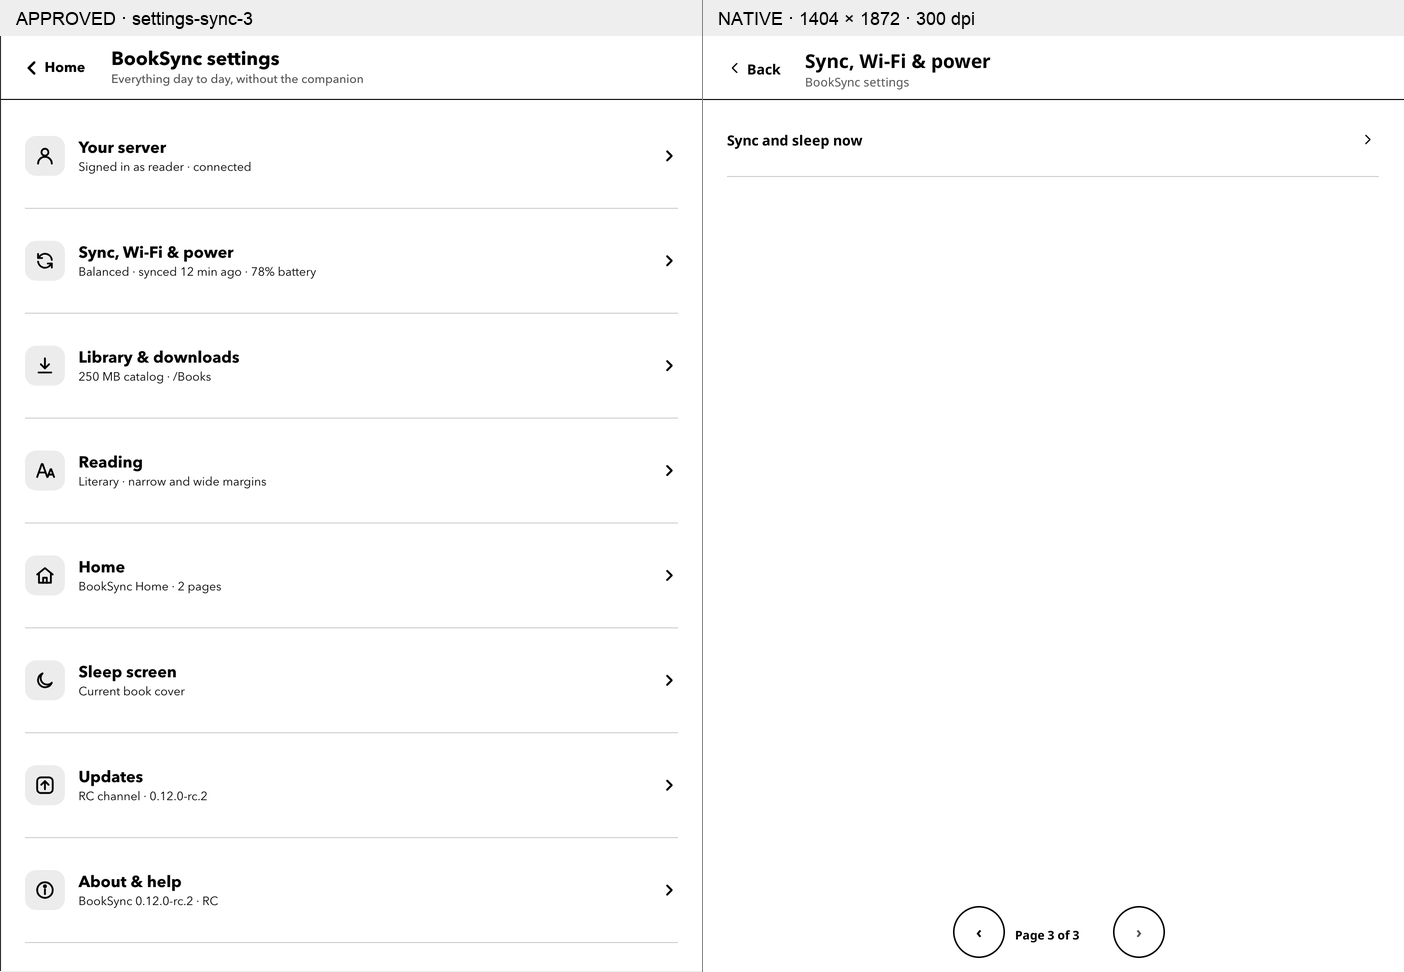 APPROVED · settings-sync-3
Home
BookSync settings
Everything day to day, without the companion
Your server
Signed in as reader · connected
Sync, Wi-Fi & power
Balanced · synced 12 min ago · 78% battery
Library & downloads
250 MB catalog · /Books
Reading
Literary · narrow and wide margins
Home
BookSync Home · 2 pages
Sleep screen
Current book cover
Updates
RC channel · 0.12.0-rc.2
About & help
BookSync 0.12.0-rc.2 · RC
NATIVE · 1404 × 1872 · 300 dpi
Back
Sync, Wi-Fi & power
BookSync settings
Sync and sleep now
‹ Page 3 of 3 ›